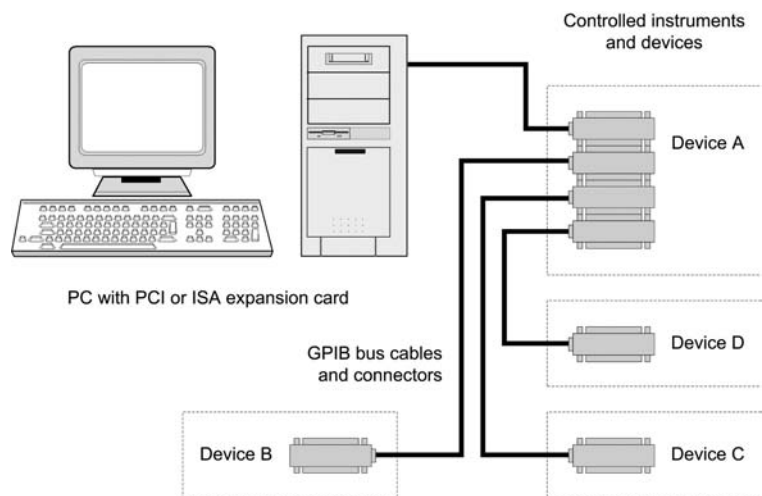 Controlled instruments
and devices
Device A
PC with PCI or ISA expansion card
GPIB bus cables
and connectors
Device D
Device B
Device C